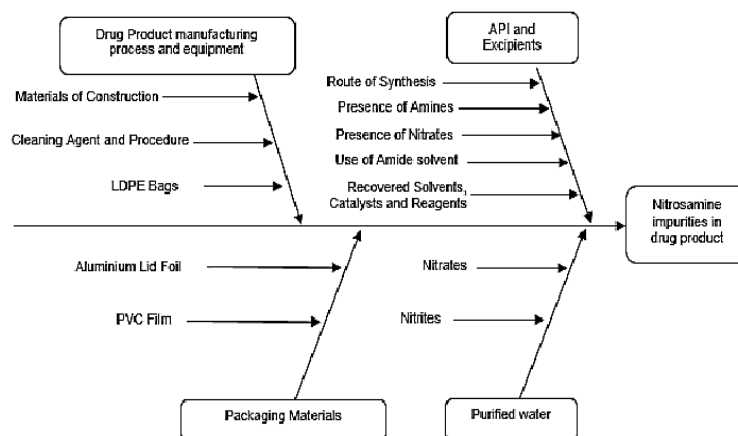 Drug Product manufacturing
process and equipment
API and
Excipients
Materials of Construction
Cleaning Agent and Procedure
LDPE Bags
Route of Synthesis
Presence of Amines
Presence of Nitrates
Use of Amide solvent
Recovered Solvents,
Catalysts and Reagents
Nitrosamine
impurities in
drug product
Aluminium Lid Foil
PVC Film
Nitrates
Nitrites
Packaging Materials
Purified water